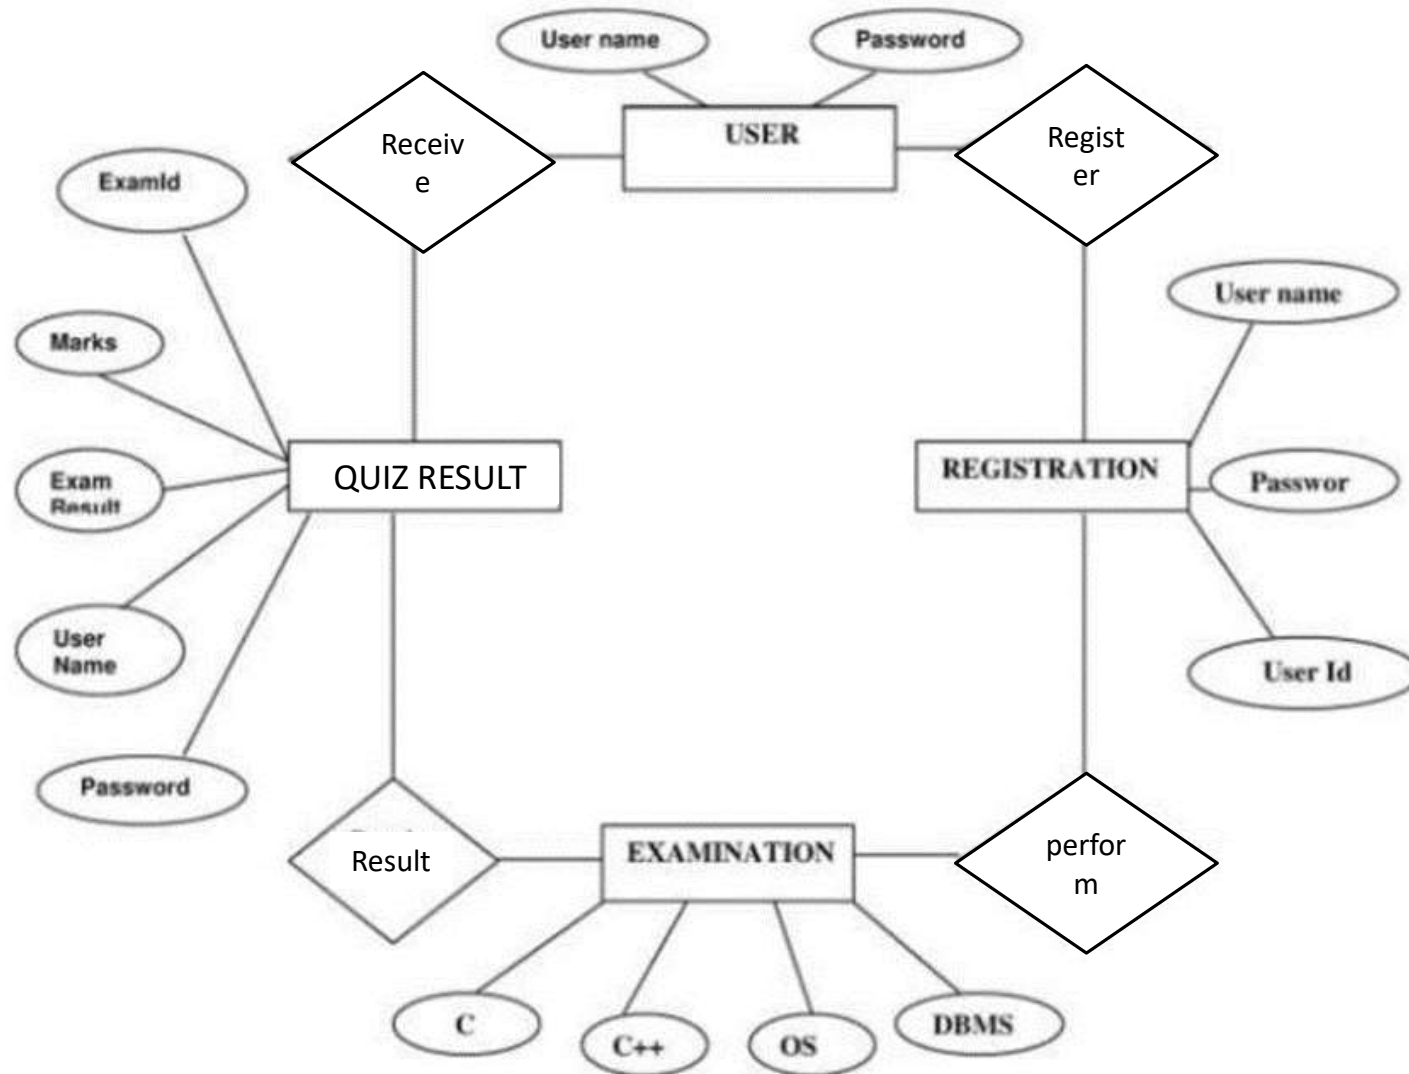 User name
Password
USER
Receiv
e
Regist
er
ExamId
User name
Marks
QUIZ RESULT
REGISTRATION
Exam
Result
Passwor
User
Name
User Id
Password
Result
EXAMINATION
perfor
m
C
C++
OS
DBMS